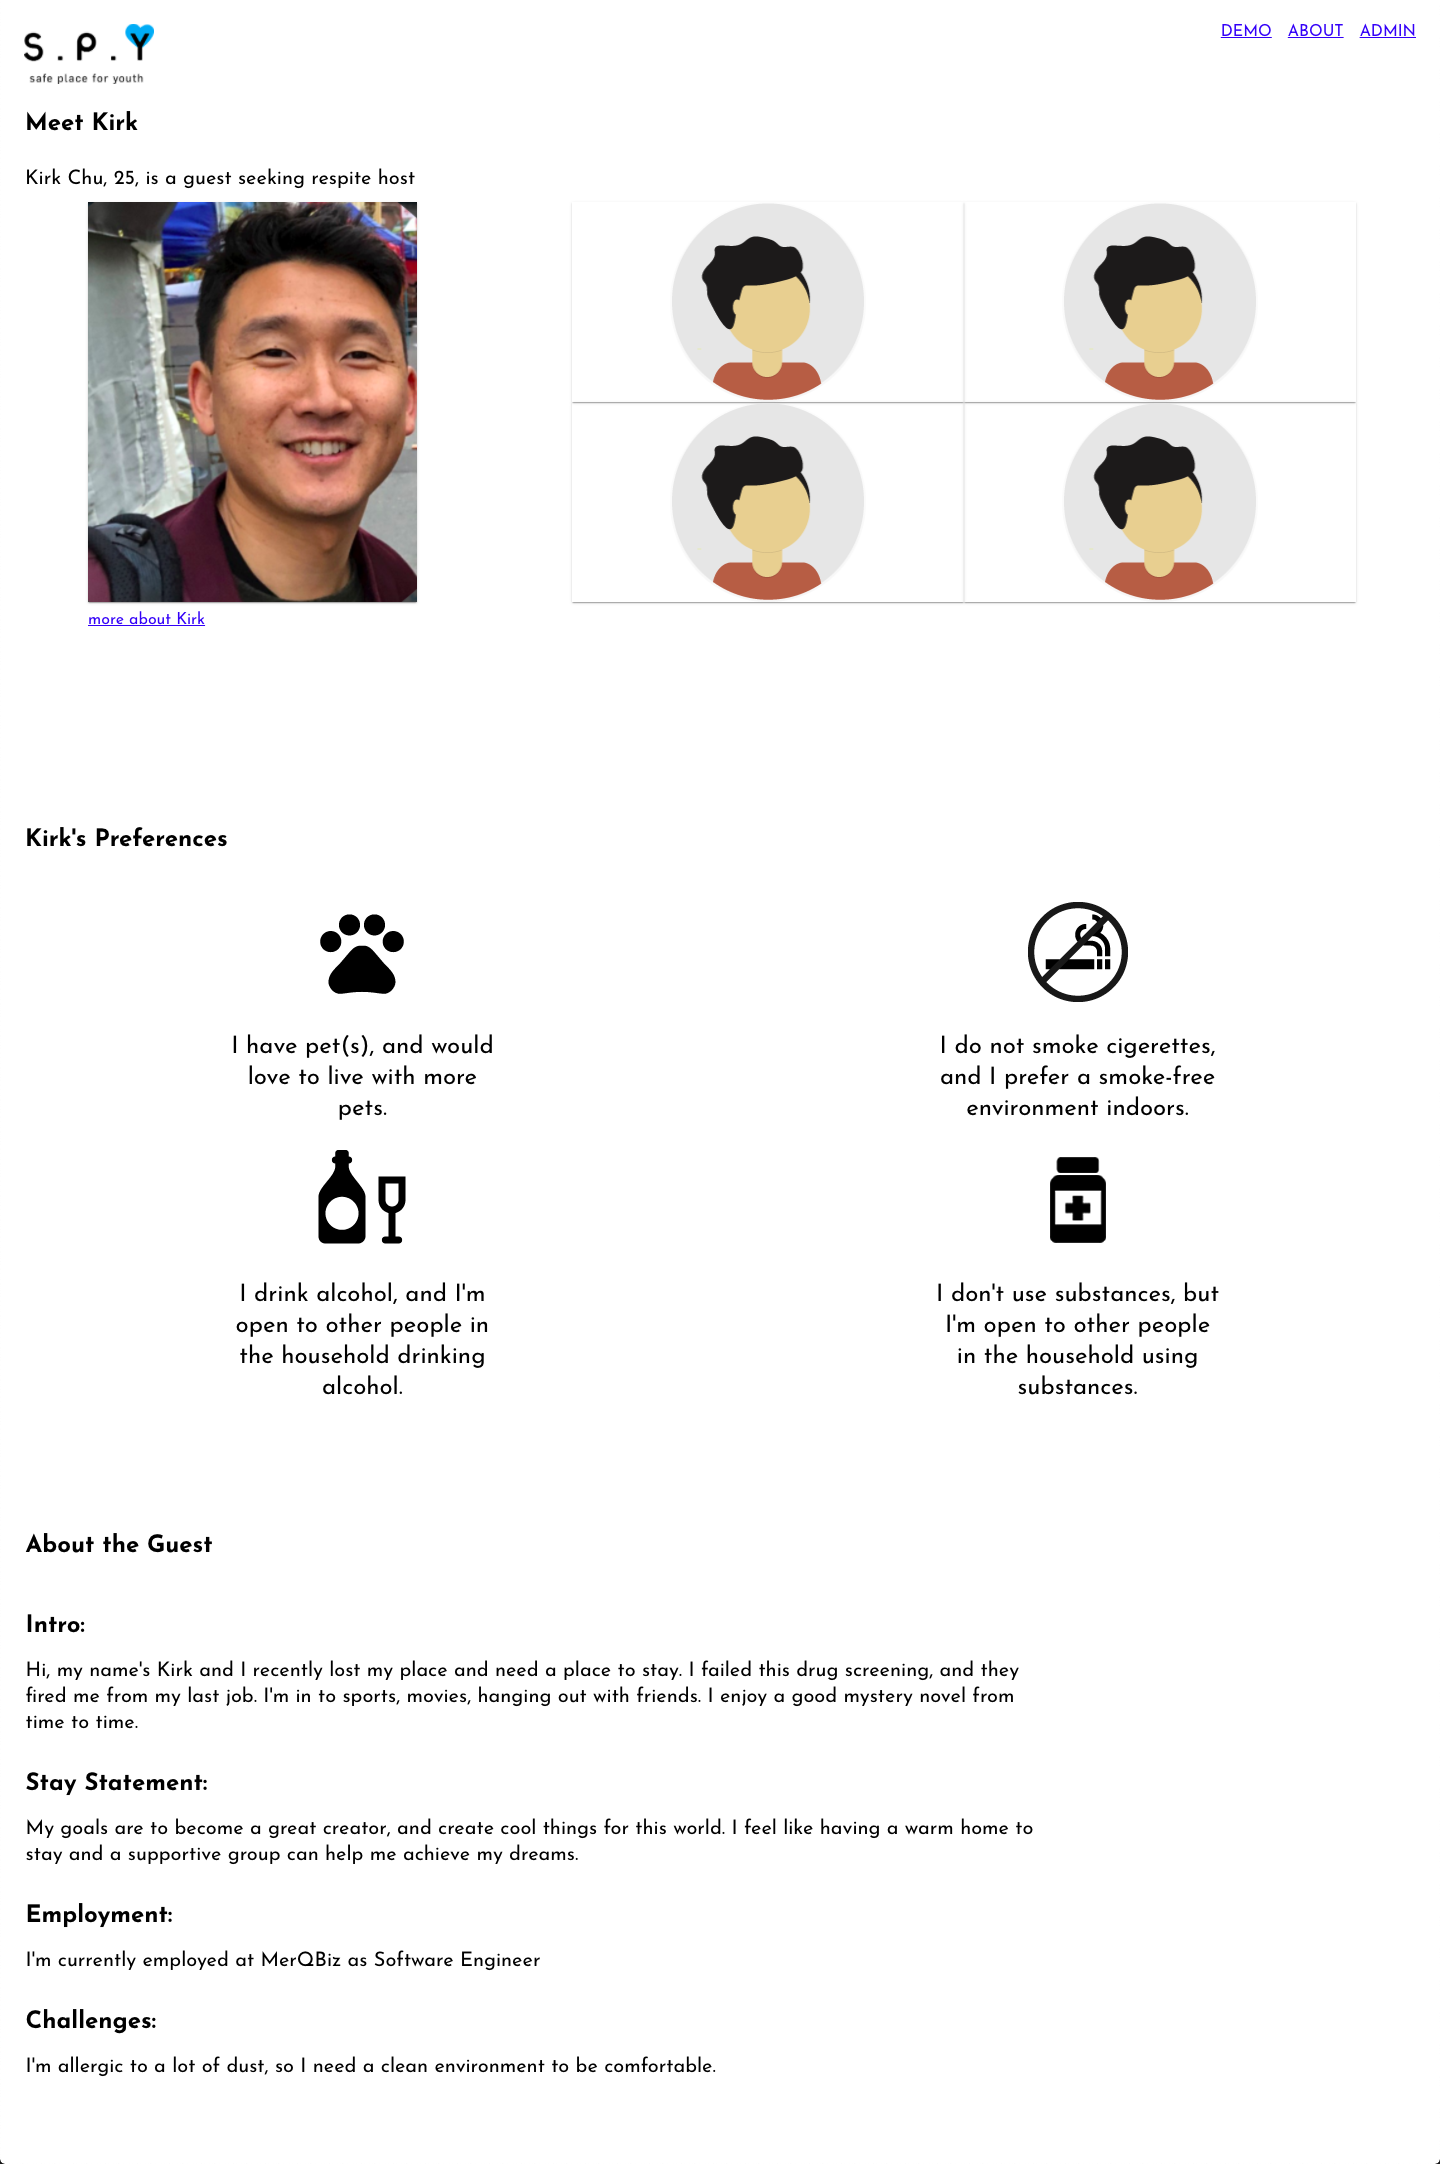 S.P.Y
safe place for youth
DEMO ABOUT ADMIN
Meet Kirk
Kirk Chu, 25, is a guest seeking respite host
more about Kirk
Kirk's Preferences
I have pet(s), and would
love to live with more
pets.
I do not smoke cigerettes,
and I prefer a smoke-free
environment indoors.
I drink alcohol, and I'm
open to other people in
the household drinking
alcohol.
I don't use substances, but
I'm open to other people
in the household using
substances.
About the Guest
Intro:
Hi, my name's Kirk and I recently lost my place and need a place to stay. I failed this drug screening, and they
fired me from my last job. I'm in to sports, movies, hanging out with friends. I enjoy a good mystery novel from
time to time.
Stay Statement:
My goals are to become a great creator, and create cool things for this world. I feel like having a warm home to
stay and a supportive group can help me achieve my dreams.
Employment:
I'm currently employed at MerQBiz as Software Engineer
Challenges:
I'm allergic to a lot of dust, so I need a clean environment to be comfortable.